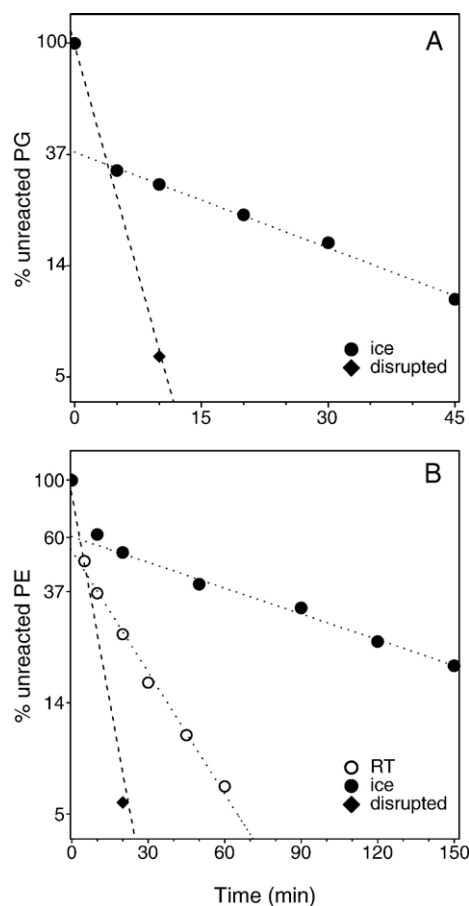 A
100
37
14
5
% unreacted PG
ice
disrupted
0 15 30 45
B
100
60
37
14
5
% unreacted PE
RT
ice
disrupted
0 30 60 90 120 150
Time (min)